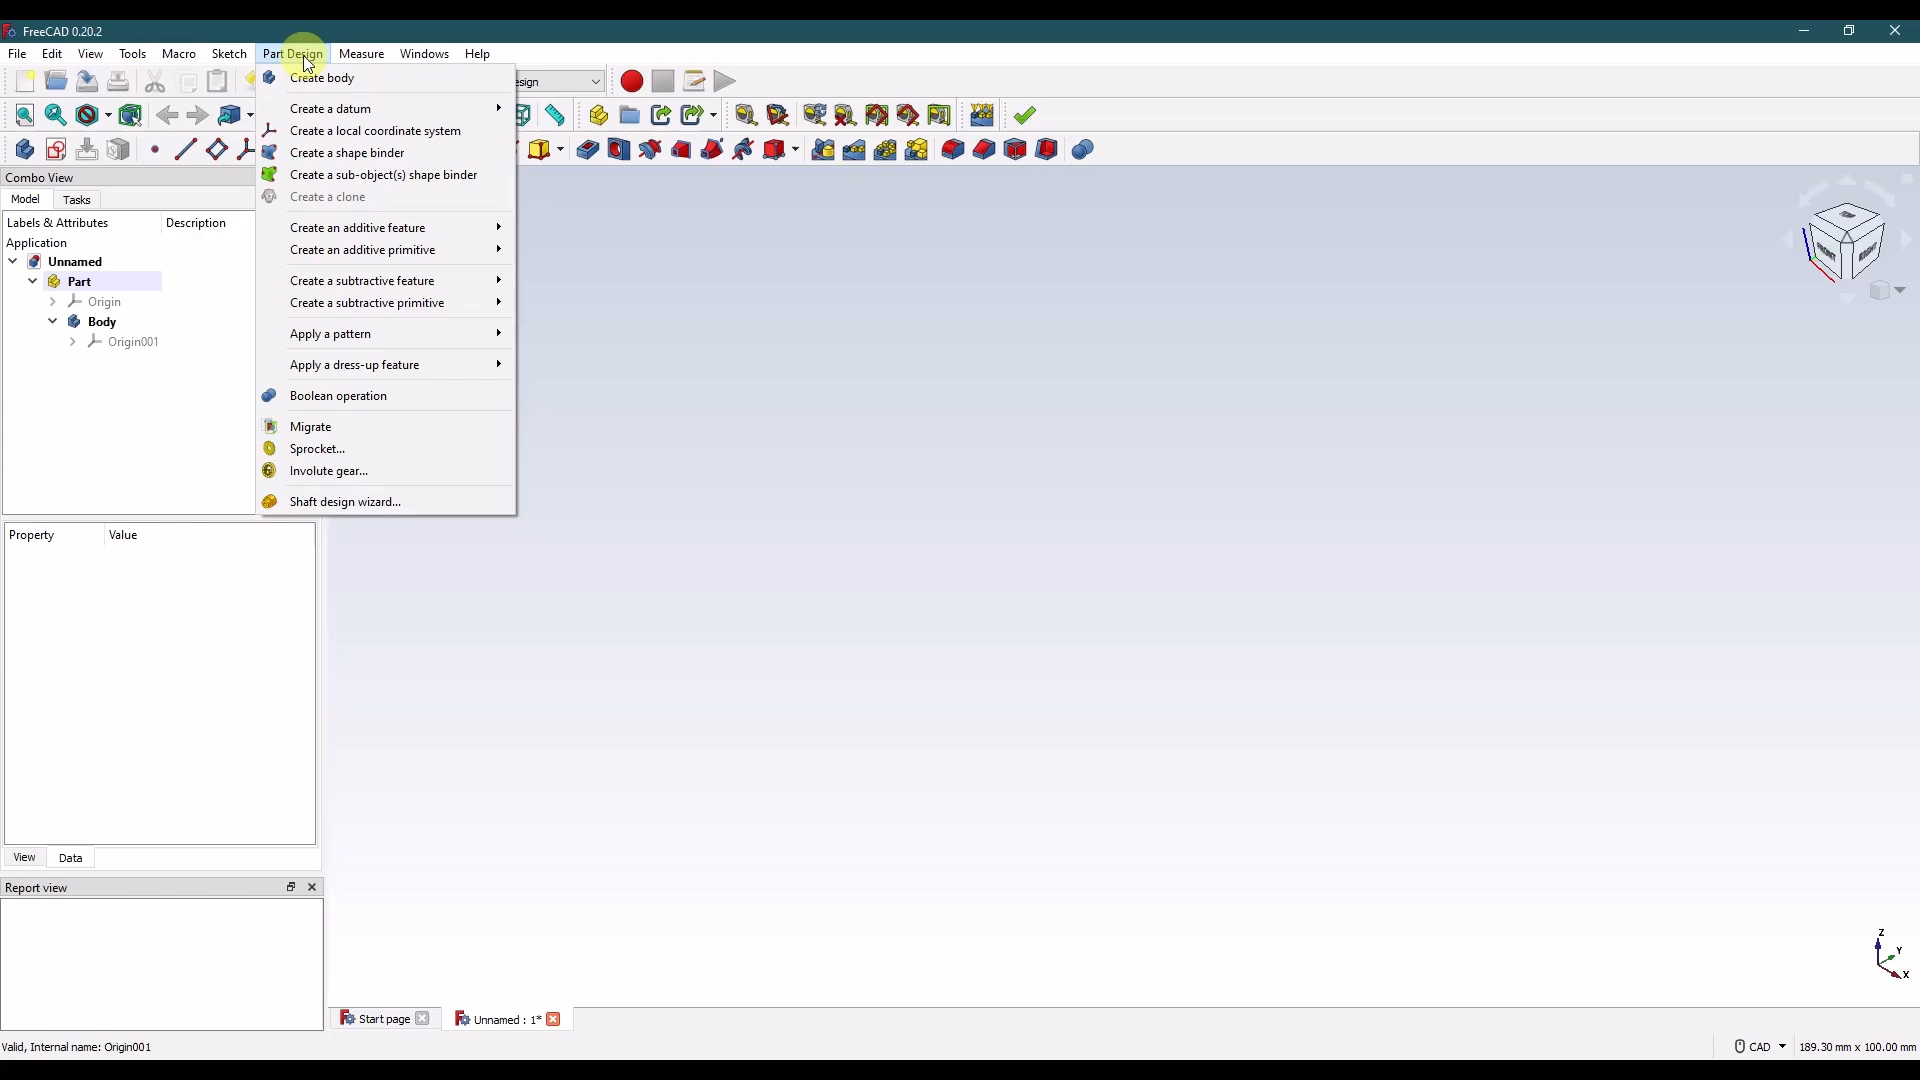 FreeCAD 0.20.2
File Edit View Tools Macro Sketch Part Design Measure Windows Help
Create body
esign
Create a datum
Create a local coordinate system
Create a shape binder
Create a sub-object(s) shape binder
Create a clone
Create an additive feature
Create an additive primitive
Create a subtractive feature
Create a subtractive primitive
Apply a pattern
Apply a dress-up feature
Boolean operation
Migrate
Sprocket...
Involute gear...
Shaft design wizard...
Combo View
Model Tasks
Labels & Attributes Description
Application
Unnamed
Part
Origin
Body
Origin001
Property Value
View Data
Report view
FRONT RIGHT
Z
Y
X
Start page Unnamed : 1*
Valid, Internal name: Origin001 CAD 189.30 mm x 100.00 mm